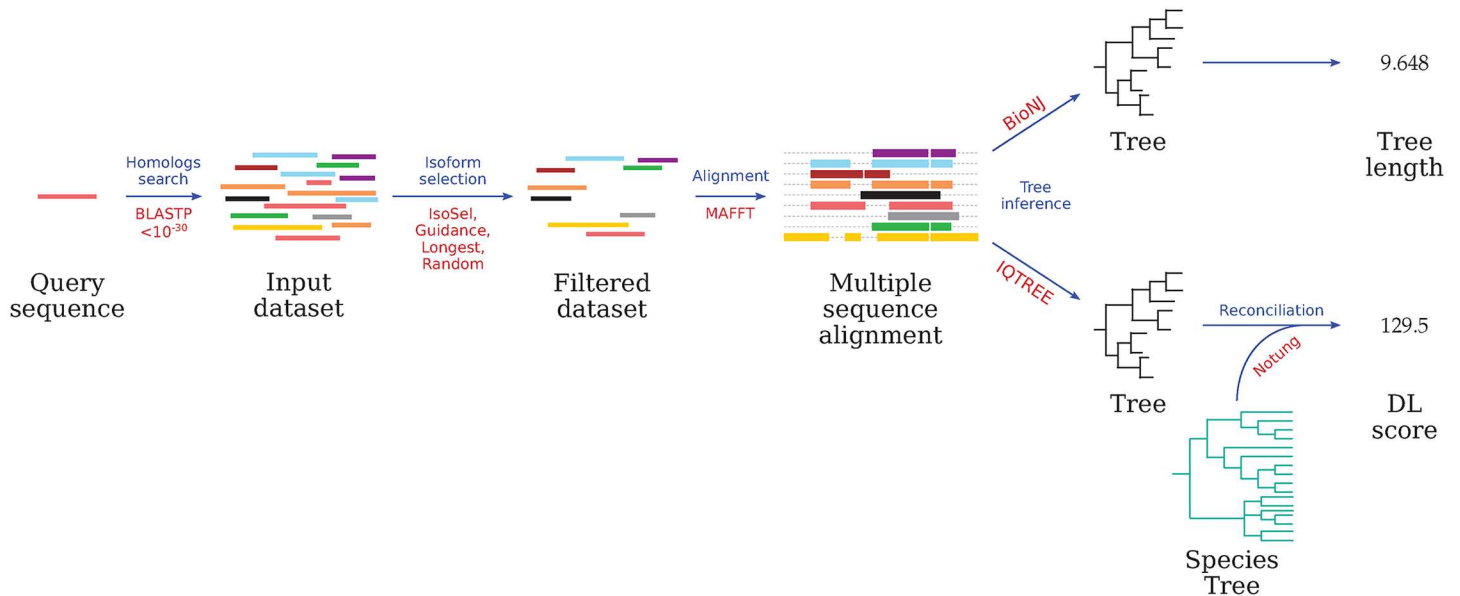 Query
sequence
Homologs
search
BLASTP
<10⁻³⁰
Input
dataset
Isoform
selection
IsoSel,
Guidance,
Longest,
Random
Filtered
dataset
Alignment
MAFFT
Multiple
sequence
alignment
Tree
inference
BioNJ
Tree
9.648
Tree
length
IQTREE
Tree
Reconciliation
Notung
129.5
DL
score
Species
Tree